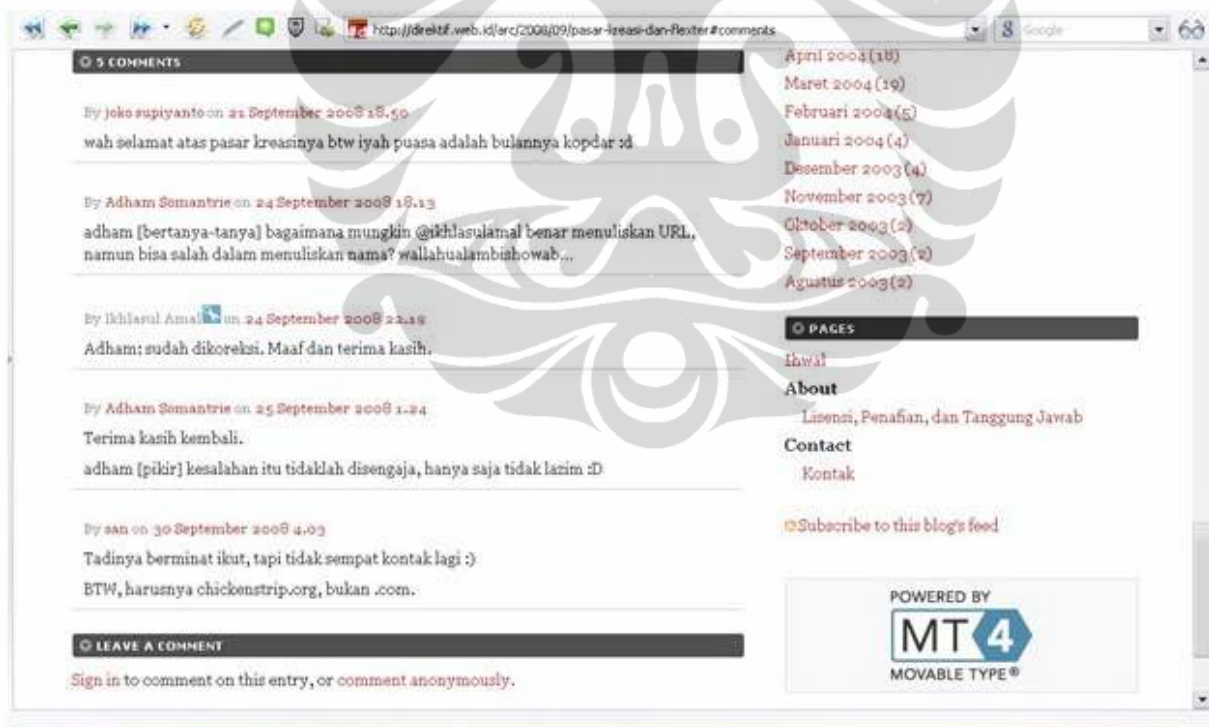 http://direktif.web.id/arc/2008/09/pasar-kreasi-dan-flexter#comments
Google
5 COMMENTS
By joko supiyanto on 21 September 2008 18.50
wah selamat atas pasar kreasinya btw iyah puasa adalah bulannya kopdar :d
By Adham Somantrie on 24 September 2008 18.13
adham [bertanya-tanya] bagaimana mungkin @ikhlasulamal benar menuliskan URL,
namun bisa salah dalam menuliskan nama? wallahualambishowab...
By Ikhlasul Amal on 24 September 2008 22.19
Adham: sudah dikoreksi. Maaf dan terima kasih.
By Adham Somantrie on 25 September 2008 1.24
Terima kasih kembali.
adham [pikir] kesalahan itu tidaklah disengaja, hanya saja tidak lazim :D
By san on 30 September 2008 4.03
Tadinya berminat ikut, tapi tidak sempat kontak lagi :)
BTW, harusnya chickenstrip.org, bukan .com.
LEAVE A COMMENT
Sign in to comment on this entry, or comment anonymously.
April 2004 (18)
Maret 2004 (19)
Februari 2004 (5)
Januari 2004 (4)
Desember 2003 (4)
November 2003 (7)
Oktober 2003 (2)
September 2003 (2)
Agustus 2003 (2)
PAGES
Ihwal
About
Lisensi, Penafian, dan Tanggung Jawab
Contact
Kontak
Subscribe to this blog's feed
POWERED BY
MT 4
MOVABLE TYPE®